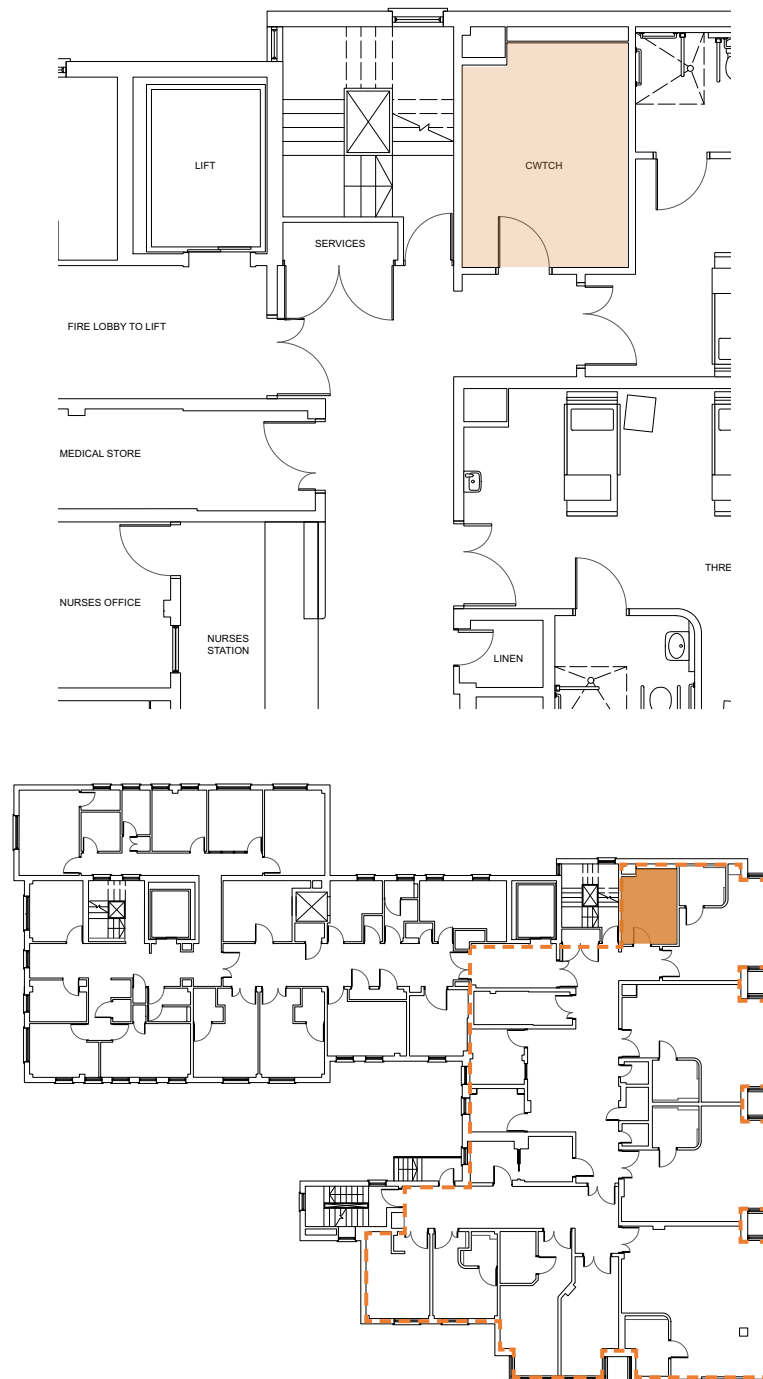 LIFT
CWTCH
SERVICES
FIRE LOBBY TO LIFT
MEDICAL STORE
THRE
NURSES OFFICE
NURSES
STATION
LINEN